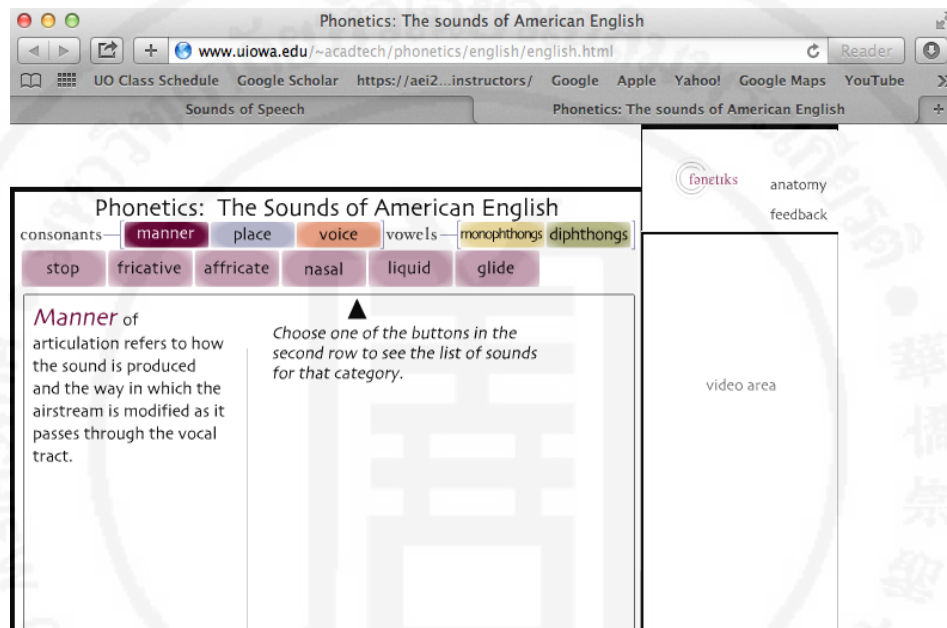 Phonetics: The sounds of American English
www.uiowa.edu/~acadtech/phonetics/english/english.html
Reader
UO Class Schedule Google Scholar https://aei2...instructors/ Google Apple Yahoo! Google Maps YouTube
Sounds of Speech Phonetics: The sounds of American English
fənɛtɪks
anatomy
feedback
Phonetics: The Sounds of American English
consonants manner place voice vowels monophthongs diphthongs
stop fricative affricate nasal liquid glide
Manner of
articulation refers to how
the sound is produced
and the way in which the
airstream is modified as it
passes through the vocal
tract.
Choose one of the buttons in the
second row to see the list of sounds
for that category.
video area